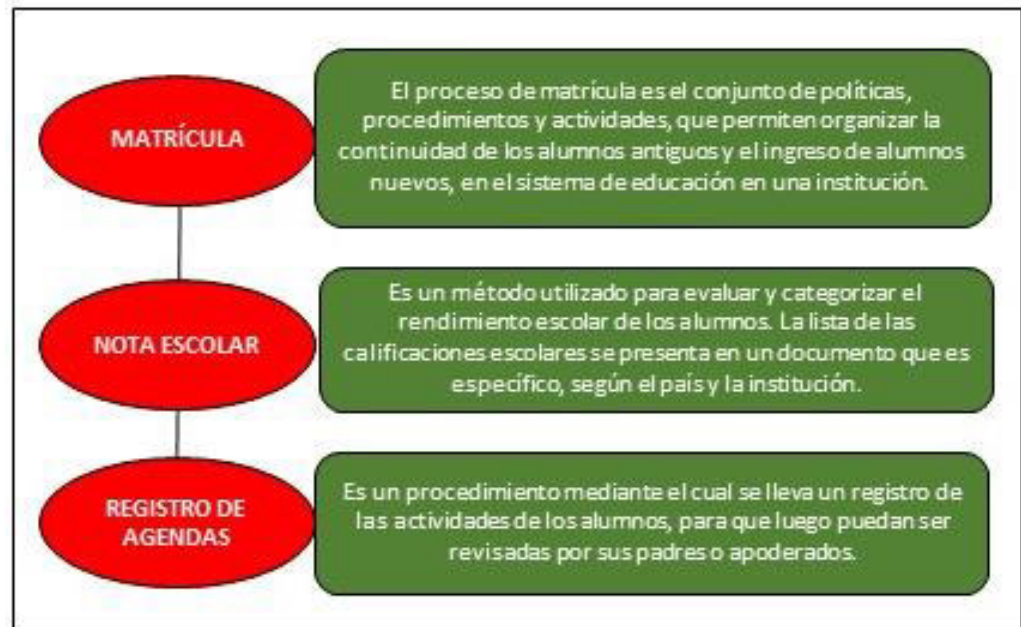 MATRÍCULA
El proceso de matrícula es el conjunto de políticas,
procedimientos y actividades, que permiten organizar la
continuidad de los alumnos antiguos y el ingreso de alumnos
nuevos, en el sistema de educación en una institución.
NOTA ESCOLAR
Es un método utilizado para evaluar y categorizar el
rendimiento escolar de los alumnos. La lista de las
calificaciones escolares se presenta en un documento que es
específico, según el país y la institución.
REGISTRO DE
AGENDAS
Es un procedimiento mediante el cual se lleva un registro de
las actividades de los alumnos, para que luego puedan ser
revisadas por sus padres o apoderados.